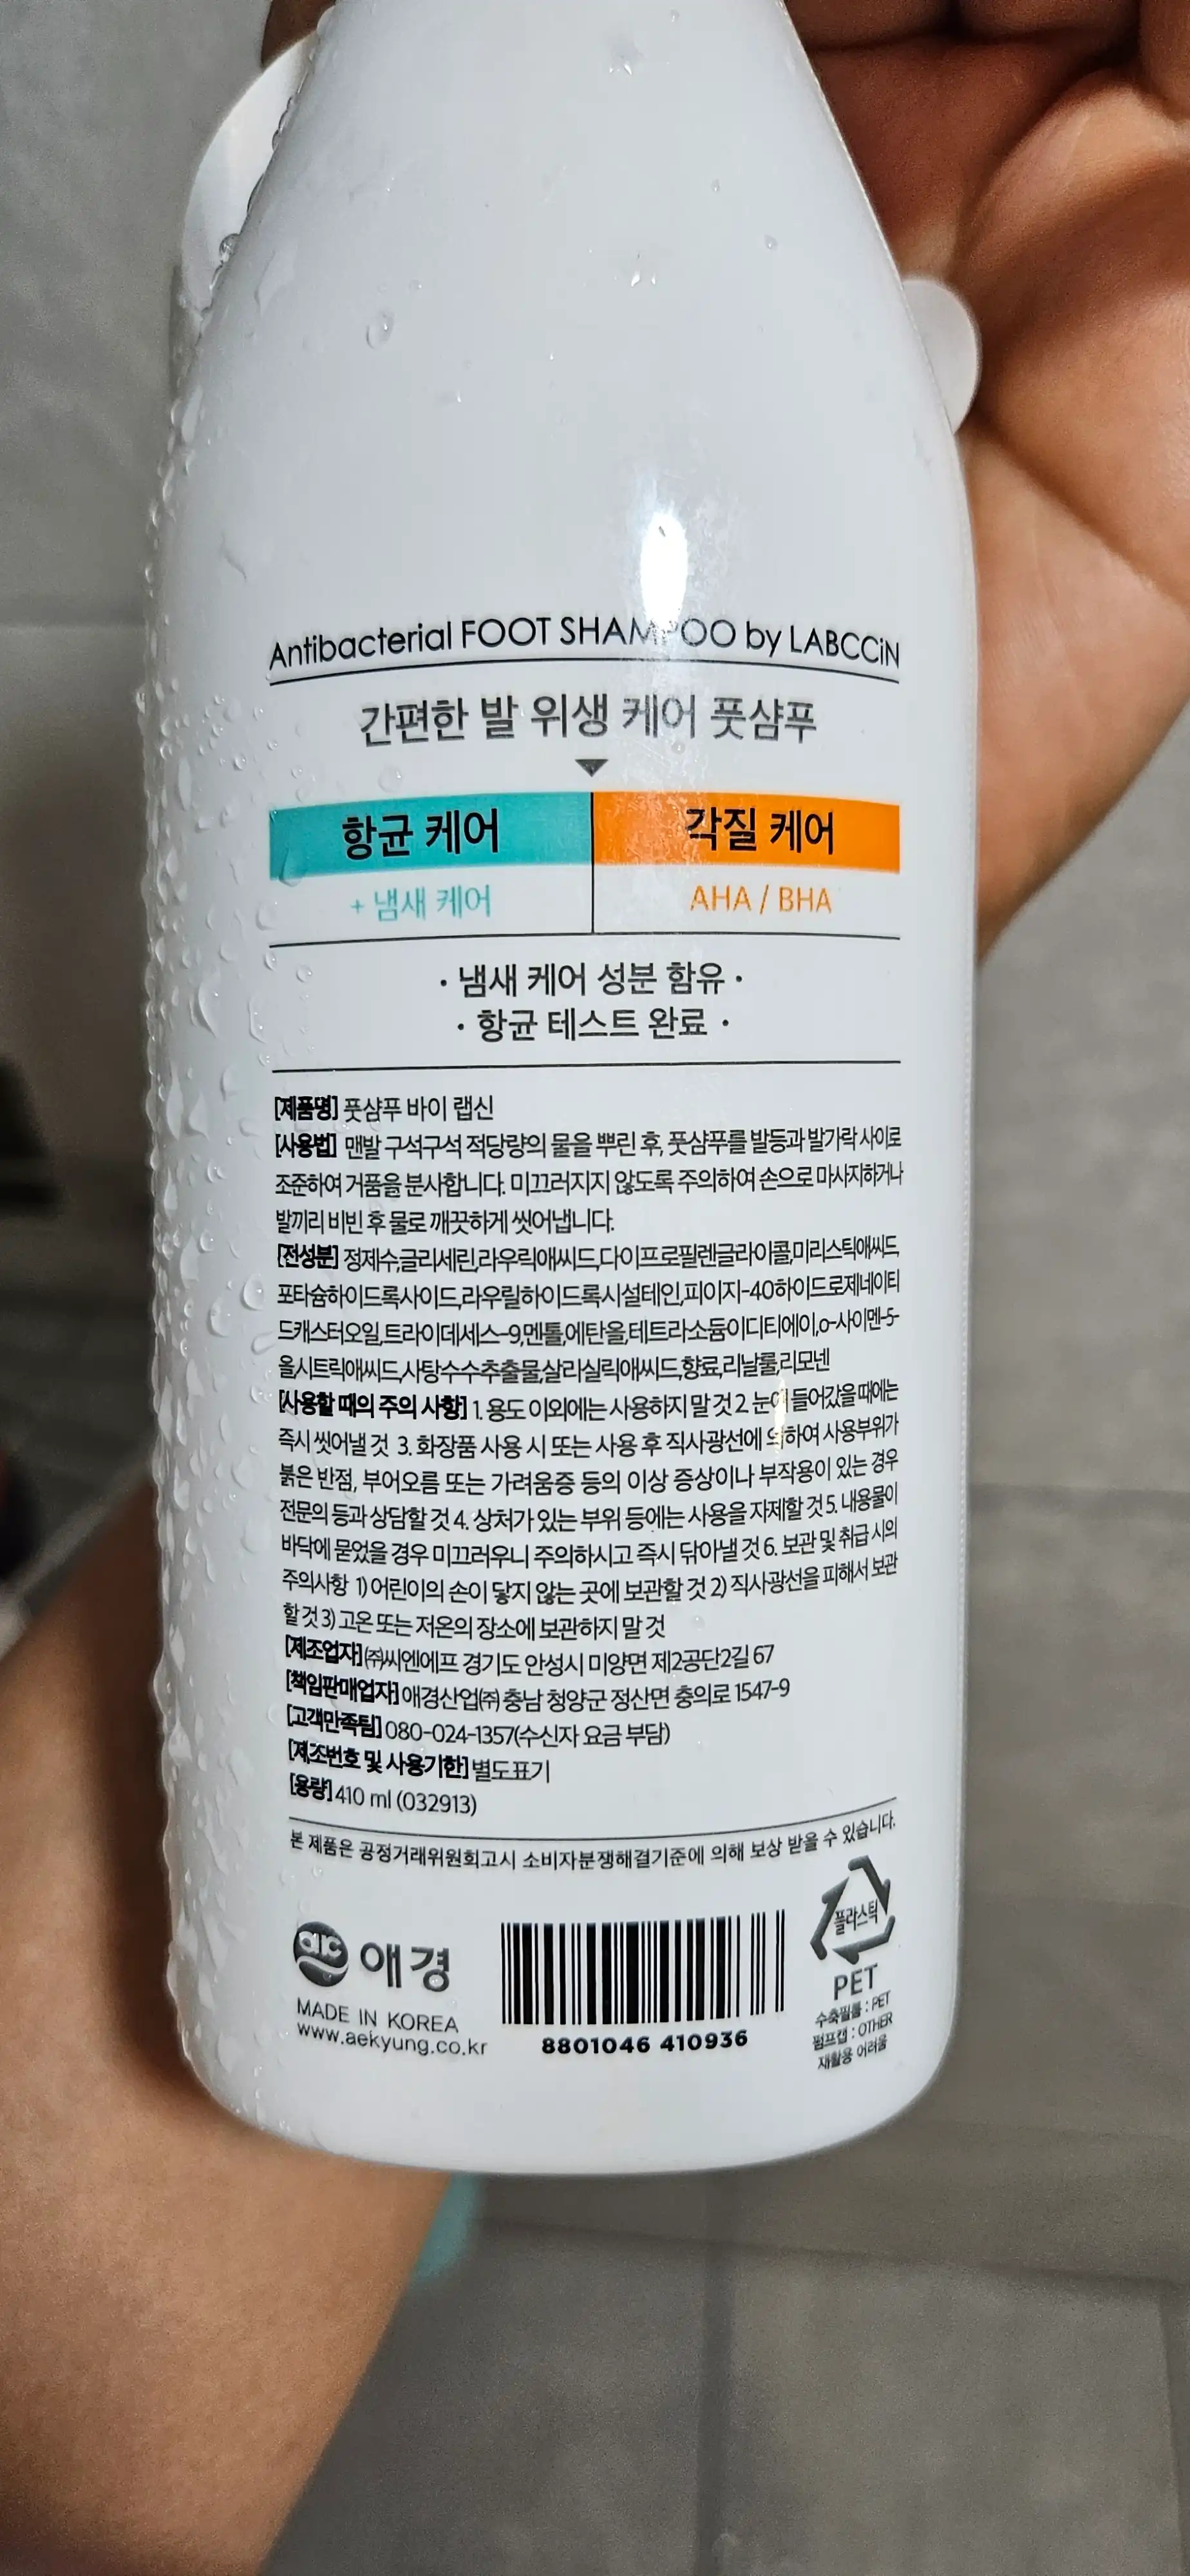 Antibacterial FOOT SHAMPOO by LABCCiN
간편한 발 위생 케어 풋샴푸
항균 케어
각질 케어
+ 냄새 케어
AHA / BHA
· 냄새 케어 성분 함유 ·
· 항균 테스트 완료 ·
[제품명] 풋샴푸 바이 랩신
[사용법] 맨발 구석구석 적당량의 물을 뿌린 후, 풋샴푸를 발등과 발가락 사이로
조준하여 거품을 분사합니다. 미끄러지지 않도록 주의하여 손으로 마사지하거나
발끼리 비빈 후 물로 깨끗하게 씻어냅니다.
[전성분] 정제수,글리세린,라우릭애씨드,다이프로필렌글라이콜,미리스틱애씨드,
포타슘하이드록사이드,라우릴하이드록시설테인,피이지-40하이드로제네이티
드캐스터오일,트라이데세스-9,멘톨,에탄올,테트라소듐이디티에이,o-사이멘-5-
올,시트릭애씨드,사탕수수추출물,살리실릭애씨드,향료,리날룰,리모넨
[사용할 때의 주의 사항] 1. 용도 이외에는 사용하지 말 것 2. 눈에 들어갔을 때에는
즉시 씻어낼 것 3. 화장품 사용 시 또는 사용 후 직사광선에 의하여 사용부위가
붉은 반점, 부어오름 또는 가려움증 등의 이상 증상이나 부작용이 있는 경우
전문의 등과 상담할 것 4. 상처가 있는 부위 등에는 사용을 자제할 것 5. 내용물이
바닥에 묻었을 경우 미끄러우니 주의하시고 즉시 닦아낼 것 6. 보관 및 취급 시의
주의사항 1) 어린이의 손이 닿지 않는 곳에 보관할 것 2) 직사광선을 피해서 보관
할 것 3) 고온 또는 저온의 장소에 보관하지 말 것
[제조업자] ㈜씨엔에프 경기도 안성시 미양면 제2공단2길 67
[책임판매업자] 애경산업㈜ 충남 청양군 정산면 충의로 1547-9
[고객만족팀] 080-024-1357(수신자 요금 부담)
[제조번호 및 사용기한] 별도표기
[용량] 410 ml (032913)
본 제품은 공정거래위원회고시 소비자분쟁해결기준에 의해 보상 받을 수 있습니다.
애경
MADE IN KOREA
www.aekyung.co.kr
8801046 410936
플라스틱
PET
수축필름 : PET
펌프캡 : OTHER
재활용 어려움